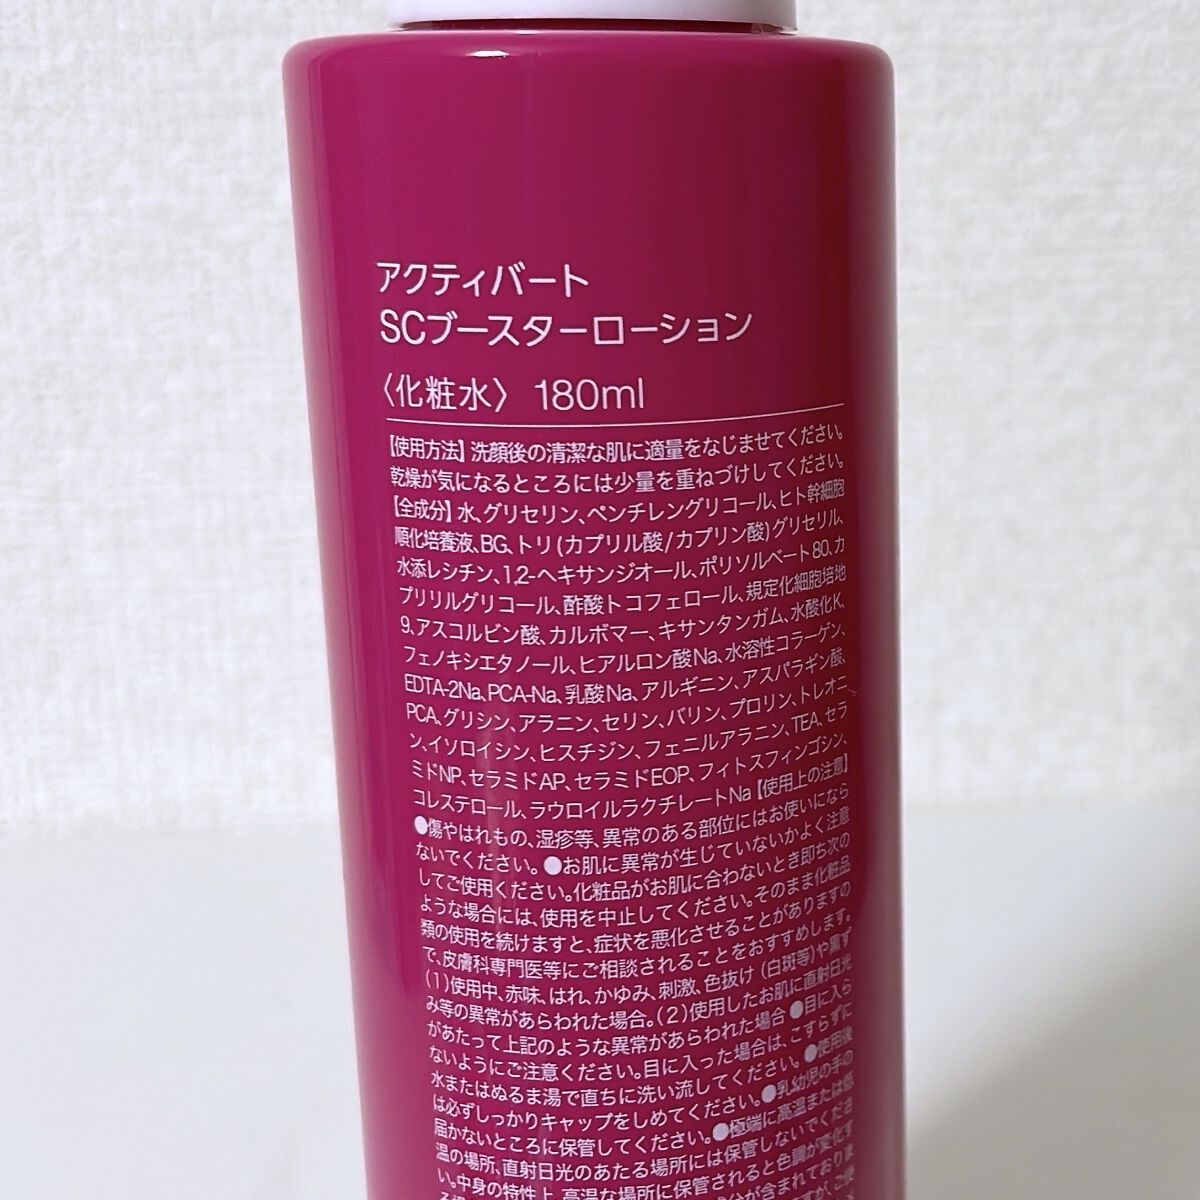 アクティバート
SCブースターローション
〈化粧水〉 180ml
【使用方法】洗顔後の清潔な肌に適量をなじませてください。
乾燥が気になるところには少量を重ねづけしてください。
【全成分】水、グリセリン、ペンチレングリコール、ヒト幹細胞
順化培養液、BG、トリ(カプリル酸/カプリン酸)グリセリル、
水添レシチン、1,2-ヘキサンジオール、ポリソルベート80、カ
プリリルグリコール、酢酸トコフェロール、規定化細胞培地
9、アスコルビン酸、カルボマー、キサンタンガム、水酸化K、
フェノキシエタノール、ヒアルロン酸Na、水溶性コラーゲン、
EDTA-2Na、PCA-Na、乳酸Na、アルギニン、アスパラギン酸、
PCA、グリシン、アラニン、セリン、バリン、プロリン、トレオニ
ン、イソロイシン、ヒスチジン、フェニルアラニン、TEA、セラ
ミドNP、セラミドAP、セラミドEOP、フィトスフィンゴシン、
コレステロール、ラウロイルラクチレートNa【使用上の注意】
●傷やはれもの、湿疹等、異常のある部位にはお使いになら
ないでください。●お肌に異常が生じていないかよく注意
してご使用ください。化粧品がお肌に合わないとき即ち次の
ような場合には、使用を中止してください。そのまま化粧品
類の使用を続けますと、症状を悪化させることがありますの
で、皮膚科専門医等にご相談されることをおすすめします。
(1)使用中、赤味、はれ、かゆみ、刺激、色抜け(白斑等)や黒ず
み等の異常があらわれた場合。(2)使用したお肌に直射日光
があたって上記のような異常があらわれた場合●目に入ら
ないようにご注意ください。目に入った場合は、こすらずに
水またはぬるま湯で直ちに洗い流してください。●使用後
は必ずしっかりキャップをしめてください。●乳幼児の手の
届かないところに保管してください。●極端に高温または低
温の場所、直射日光のあたる場所には保管しないでくださ
い。中身の特性上、高温な場所に保管されると色調が変化す